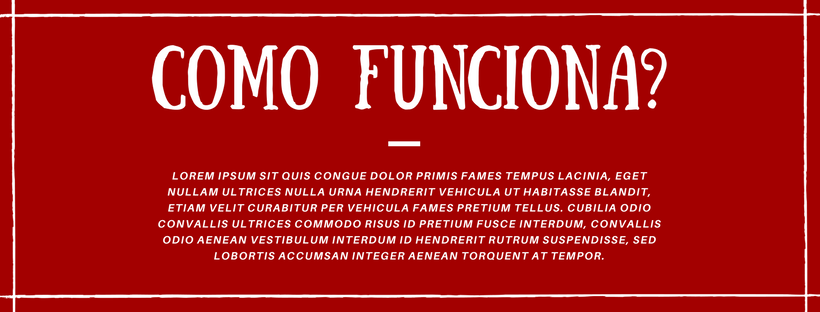 COMO FUNCIONA?
LOREM IPSUM SIT QUIS CONGUE DOLOR PRIMIS FAMES TEMPUS LACINIA, EGET
NULLAM ULTRICES NULLA URNA HENDRERIT VEHICULA UT HABITASSE BLANDIT,
ETIAM VELIT CURABITUR PER VEHICULA FAMES PRETIUM TELLUS. CUBILIA ODIO
CONVALLIS ULTRICES COMMODO RISUS ID PRETIUM FUSCE INTERDUM, CONVALLIS
ODIO AENEAN VESTIBULUM INTERDUM ID HENDRERIT RUTRUM SUSPENDISSE, SED
LOBORTIS ACCUMSAN INTEGER AENEAN TORQUENT AT TEMPOR.